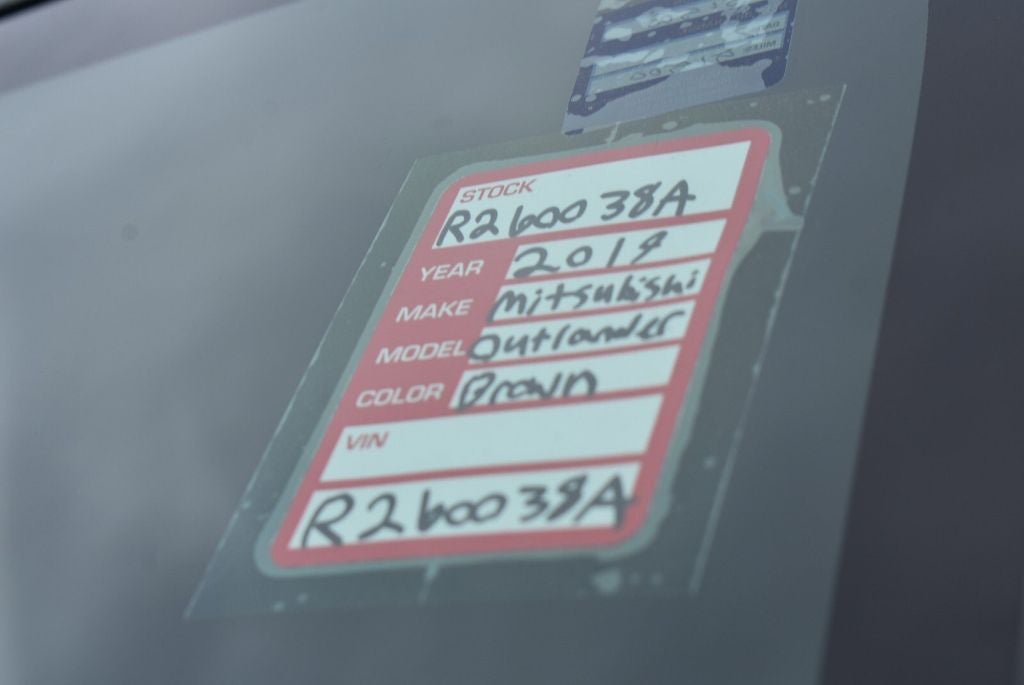 STOCK
R260038A
YEAR 2019
MAKE Mitsubishi
MODEL Outlander
COLOR Brown
VIN
R260038A